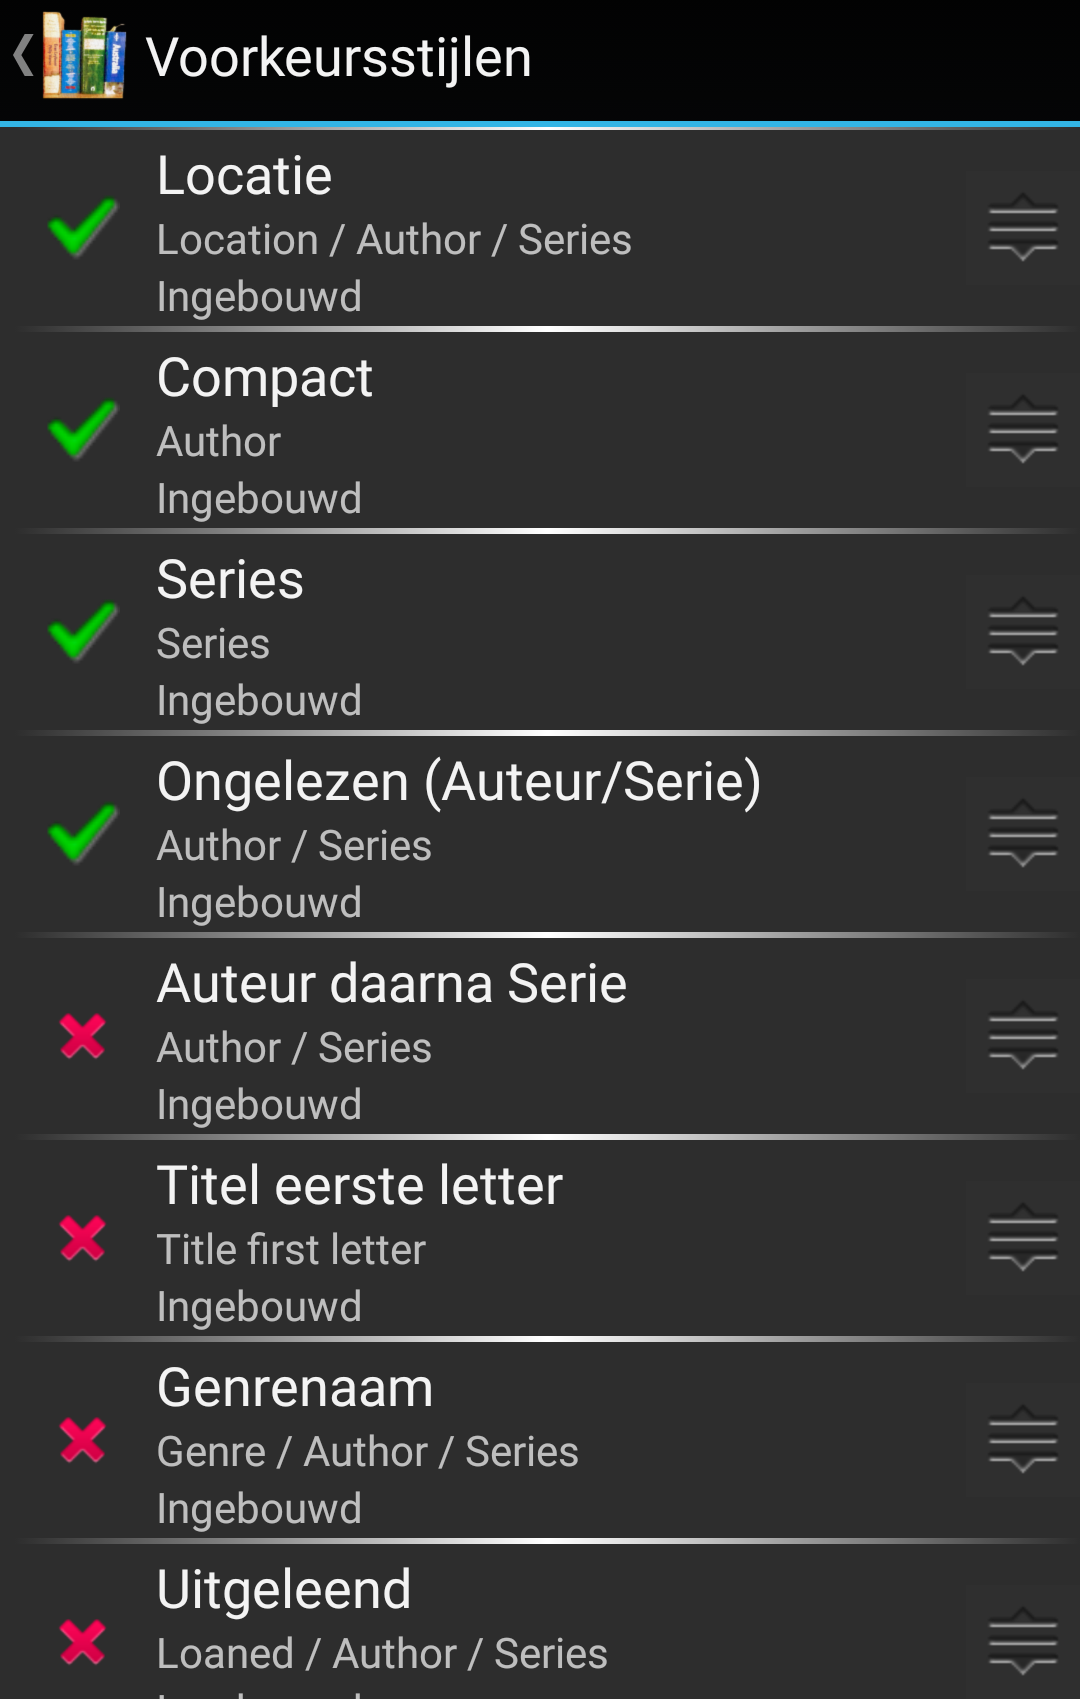 Voorkeursstijlen
Locatie
Location / Author / Series
Ingebouwd
Compact
Author
Ingebouwd
Series
Series
Ingebouwd
Ongelezen (Auteur/Serie)
Author / Series
Ingebouwd
Auteur daarna Serie
Author / Series
Ingebouwd
Titel eerste letter
Title first letter
Ingebouwd
Genrenaam
Genre / Author / Series
Ingebouwd
Uitgeleend
Loaned / Author / Series